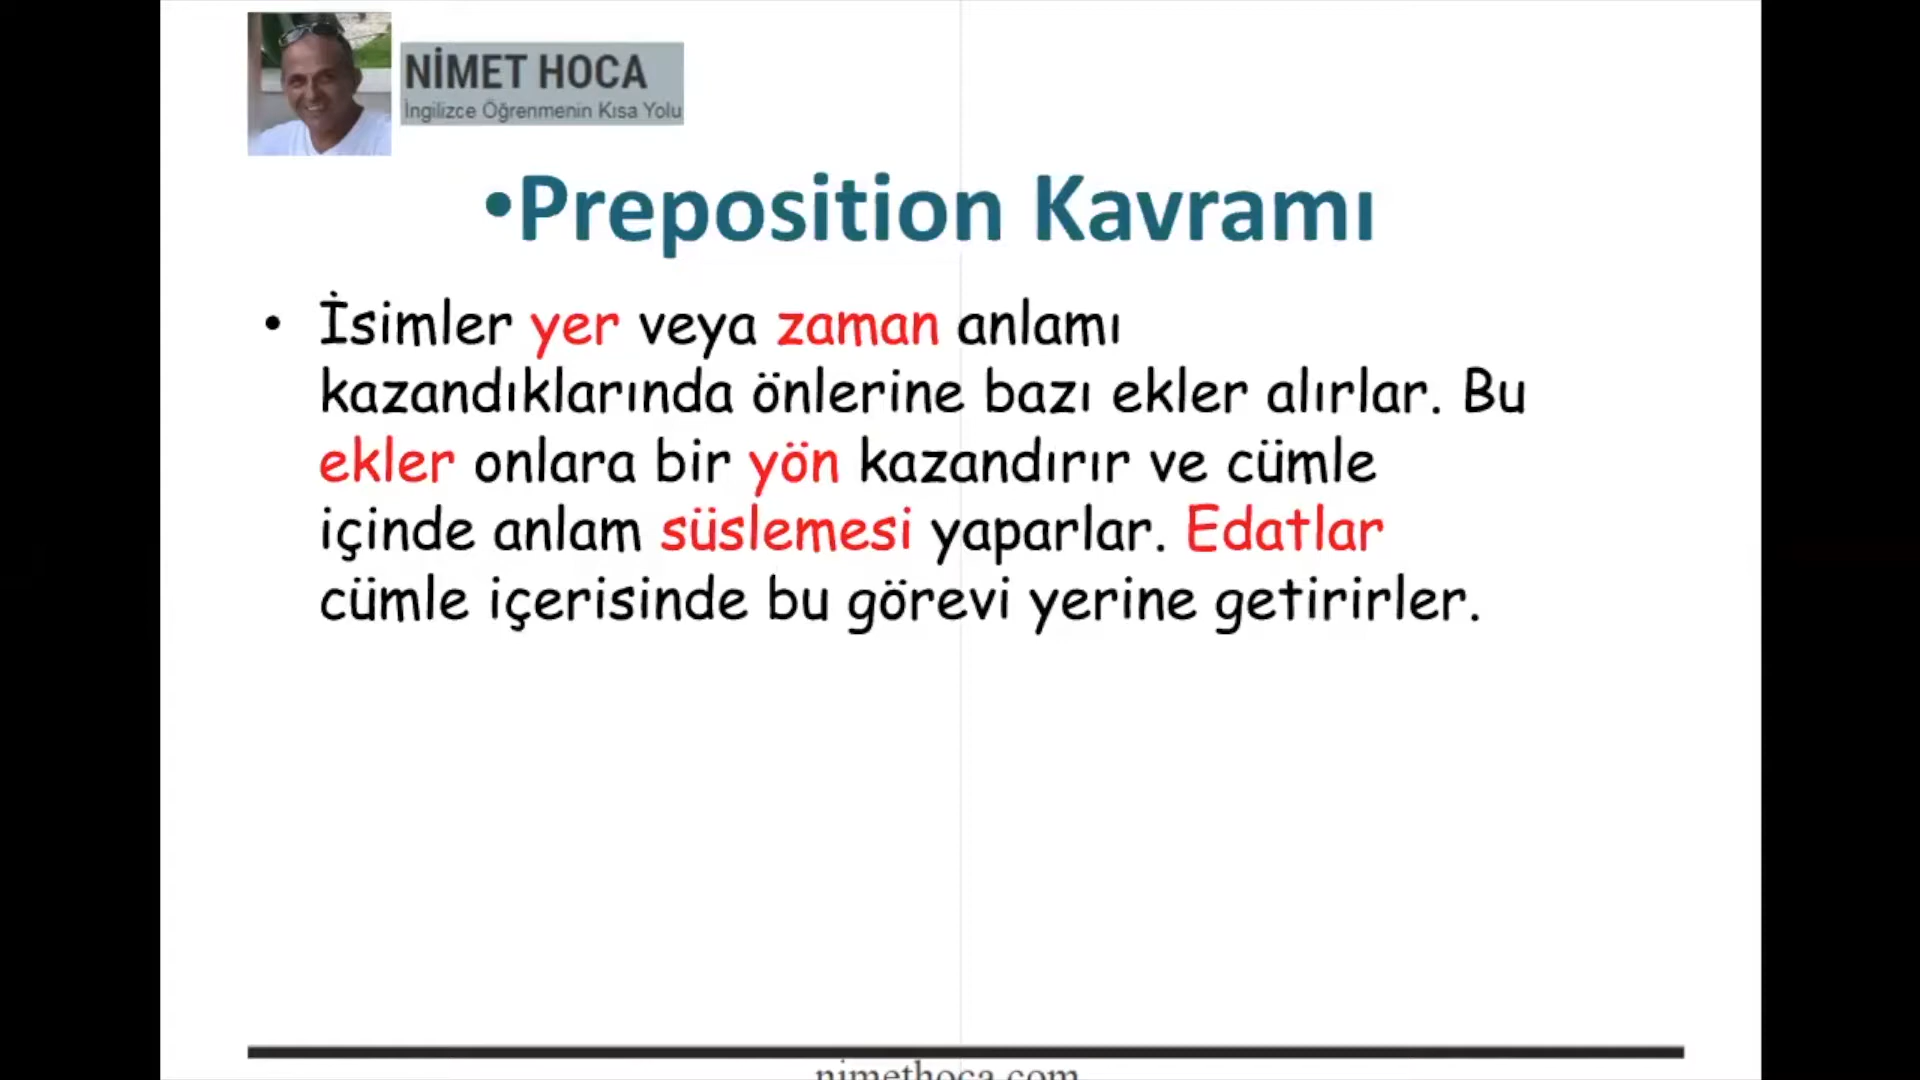 NİMET HOCA
İngilizce Öğrenmenin Kısa Yolu
•Preposition Kavramı
• İsimler yer veya zaman anlamı
kazandıklarında önlerine bazı ekler alırlar. Bu
ekler onlara bir yön kazandırır ve cümle
içinde anlam süslemesi yaparlar. Edatlar
cümle içerisinde bu görevi yerine getirirler.
nimethoca.com